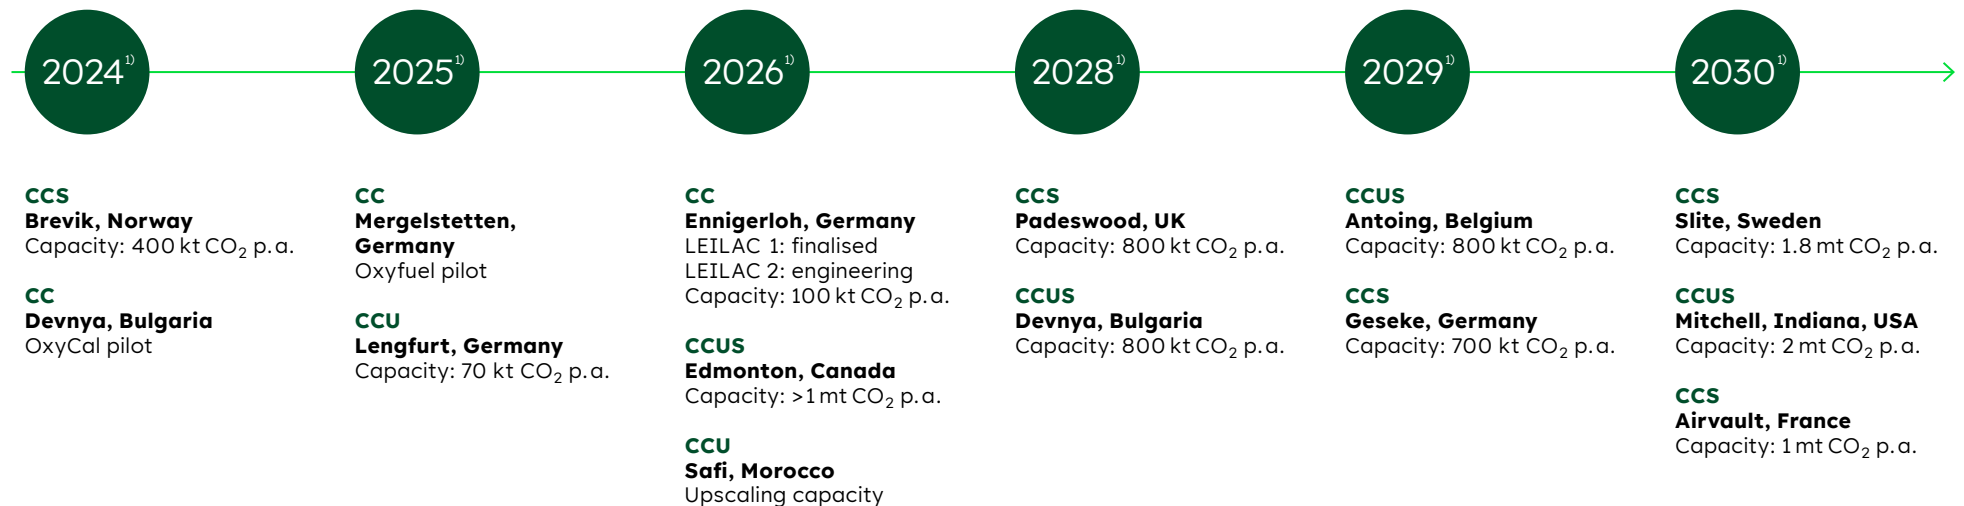 2024¹⁾
2025¹⁾
2026¹⁾
2028¹⁾
2029¹⁾
2030¹⁾
CCS
Brevik, Norway
Capacity: 400 kt CO₂ p.a.
CC
Devnya, Bulgaria
OxyCal pilot
CC
Mergelstetten,
Germany
Oxyfuel pilot
CCU
Lengfurt, Germany
Capacity: 70 kt CO₂ p.a.
CC
Ennigerloh, Germany
LEILAC 1: finalised
LEILAC 2: engineering
Capacity: 100 kt CO₂ p.a.
CCUS
Edmonton, Canada
Capacity: >1 mt CO₂ p.a.
CCU
Safi, Morocco
Upscaling capacity
CCS
Padeswood, UK
Capacity: 800 kt CO₂ p.a.
CCUS
Devnya, Bulgaria
Capacity: 800 kt CO₂ p.a.
CCUS
Antoing, Belgium
Capacity: 800 kt CO₂ p.a.
CCS
Geseke, Germany
Capacity: 700 kt CO₂ p.a.
CCS
Slite, Sweden
Capacity: 1.8 mt CO₂ p.a.
CCUS
Mitchell, Indiana, USA
Capacity: 2 mt CO₂ p.a.
CCS
Airvault, France
Capacity: 1 mt CO₂ p.a.